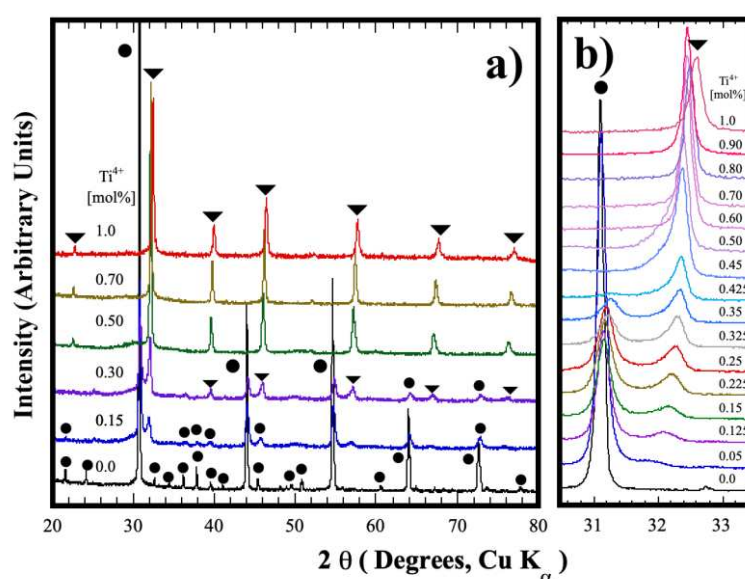 a)
b)
Ti4+
[mol%]
1.0
0.70
0.50
0.30
0.15
0.0
Ti4+
[mol%]
1.0
0.90
0.80
0.70
0.60
0.50
0.45
0.425
0.35
0.325
0.25
0.225
0.15
0.125
0.05
0.0
Intensity (Arbitrary Units)
20 30 40 50 60 70 80
31 32 33
2 θ ( Degrees, Cu Kα)